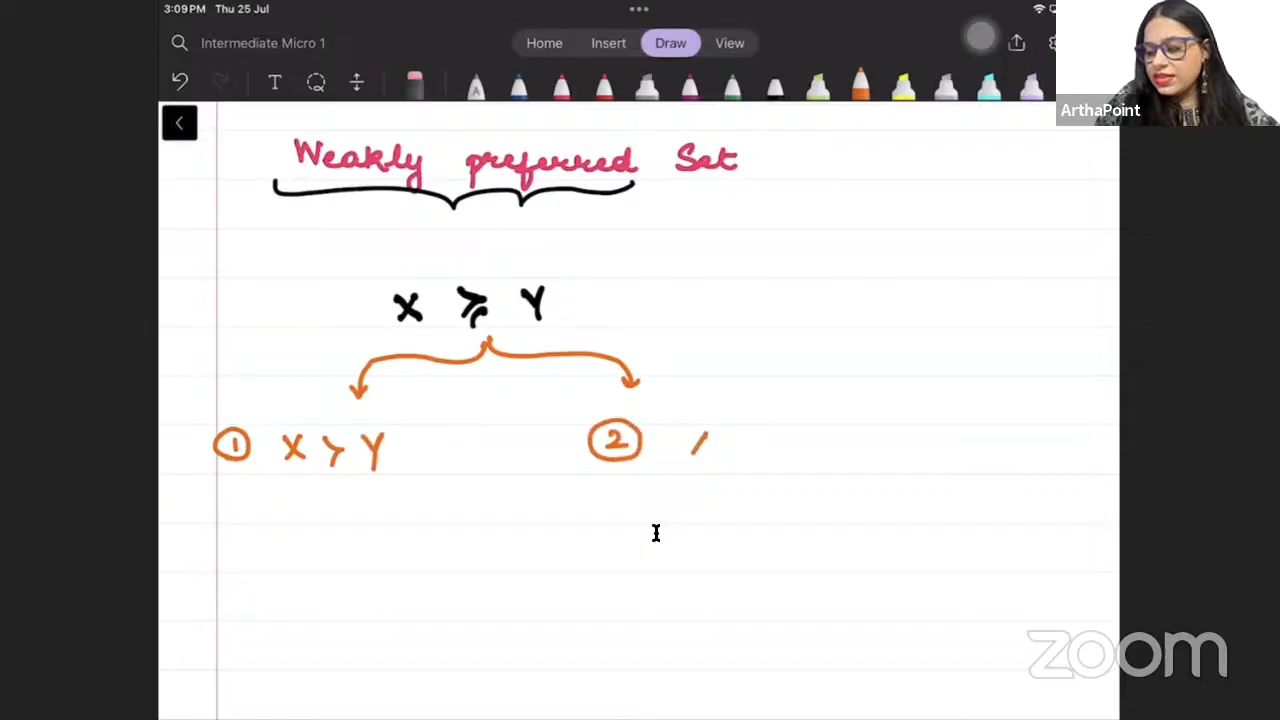 3:09 PM Thu 25 Jul
Intermediate Micro 1
Home Insert Draw View
T A
ArthaPoint
Weakly preferred Set
X ≽ Y
① X ≻ Y ②
zoom